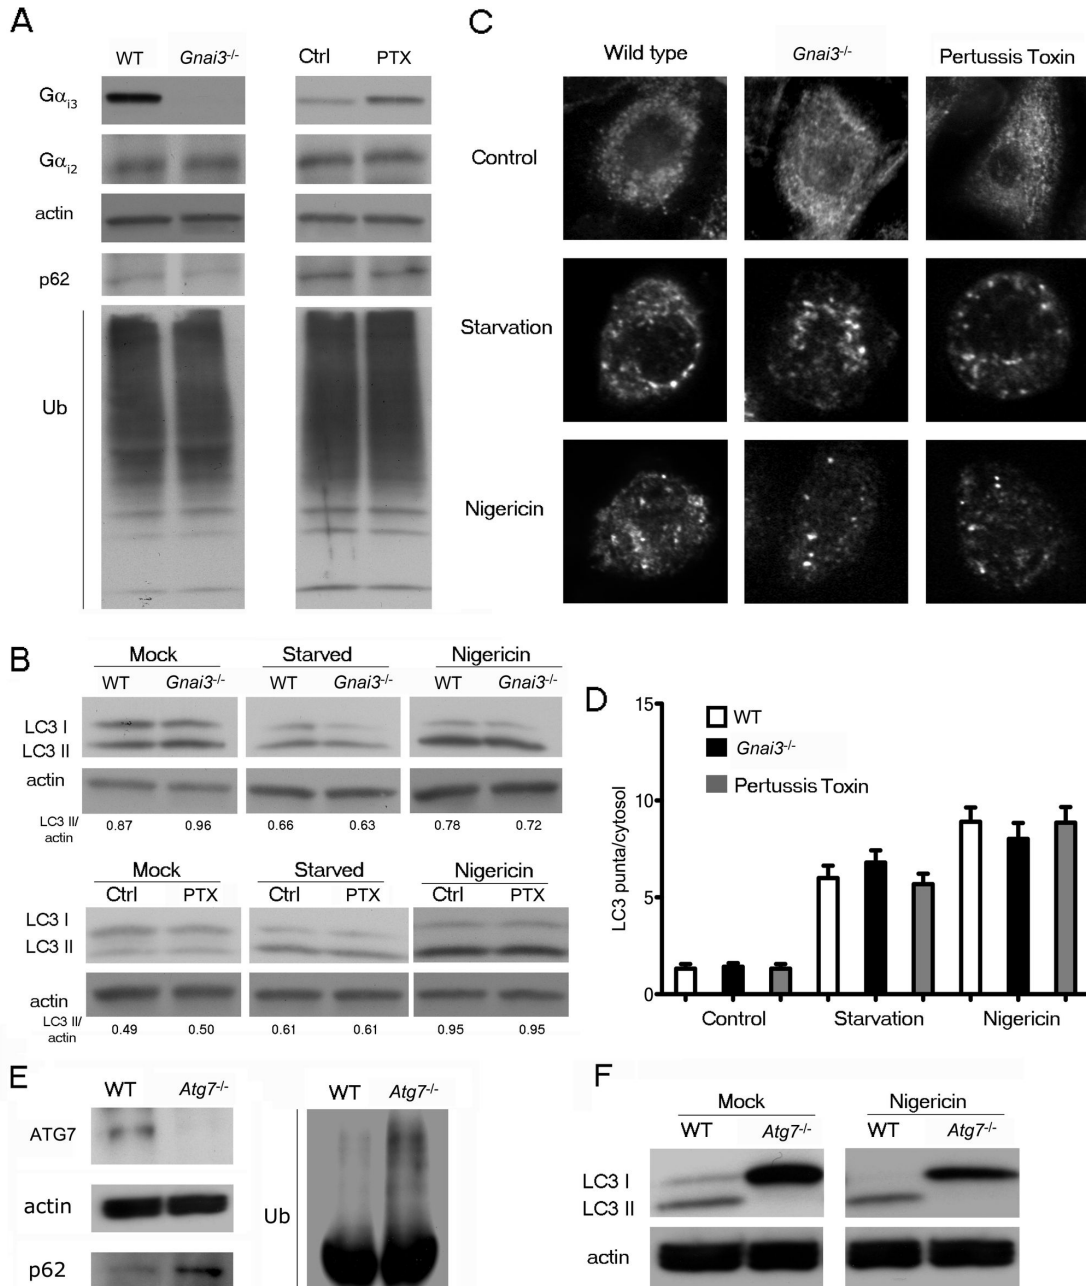 A
WT Gnai3-/- Ctrl PTX
Gαi3
Gαi2
actin
p62
Ub
C
Wild type Gnai3-/- Pertussis Toxin
Control
Starvation
Nigericin
B
Mock Starved Nigericin
WT Gnai3-/- WT Gnai3-/- WT Gnai3-/-
LC3 I
LC3 II
actin
LC3 II/
actin
0.87 0.96 0.66 0.63 0.78 0.72
Mock Starved Nigericin
Ctrl PTX Ctrl PTX Ctrl PTX
LC3 I
LC3 II
actin
LC3 II/
actin
0.49 0.50 0.61 0.61 0.95 0.95
D
LC3 punta/cytosol
15
10
5
0
WT
Gnai3-/-
Pertussis Toxin
Control Starvation Nigericin
E
WT Atg7-/-
ATG7
actin
p62
WT Atg7-/-
Ub
F
Mock Nigericin
WT Atg7-/- WT Atg7-/-
LC3 I
LC3 II
actin